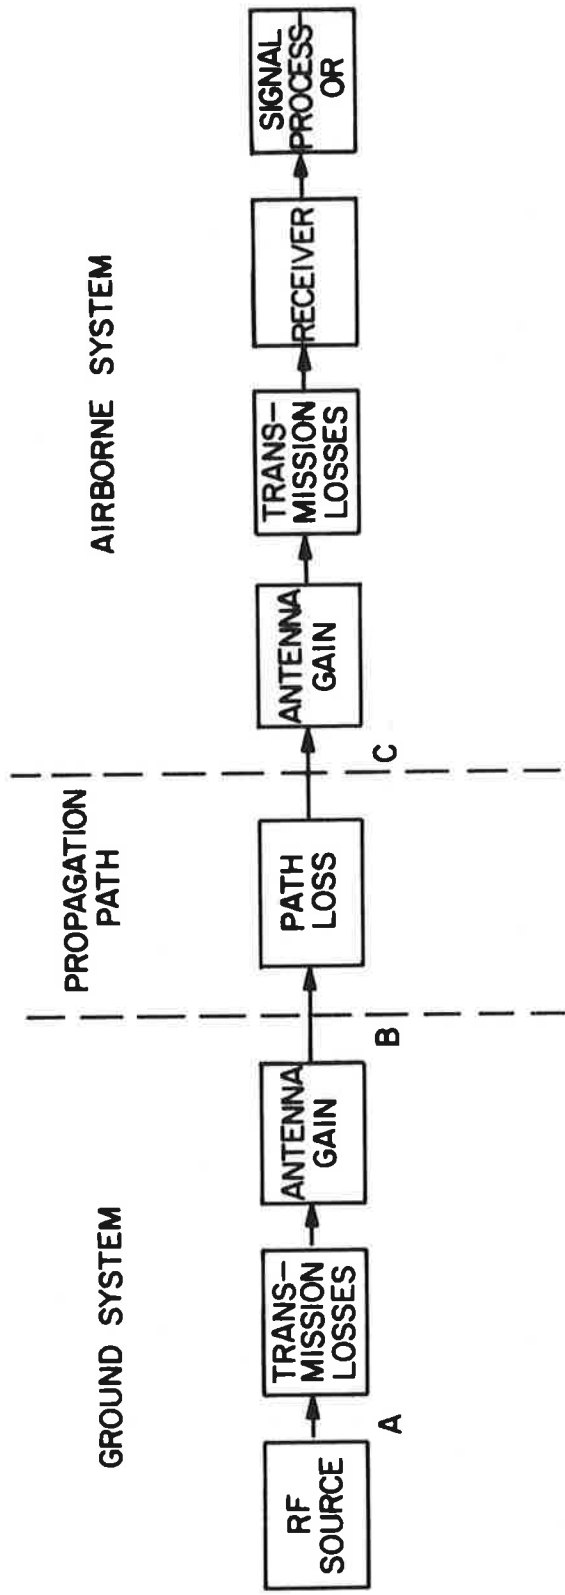 GROUND SYSTEM
PROPAGATION
PATH
AIRBORNE SYSTEM
RF
SOURCE
TRANS-
MISSION
LOSSES
ANTENNA
GAIN
PATH
LOSS
ANTENNA
GAIN
TRANS-
MISSION
LOSSES
RECEIVER
SIGNAL
PROCESS-
OR
A
B
C